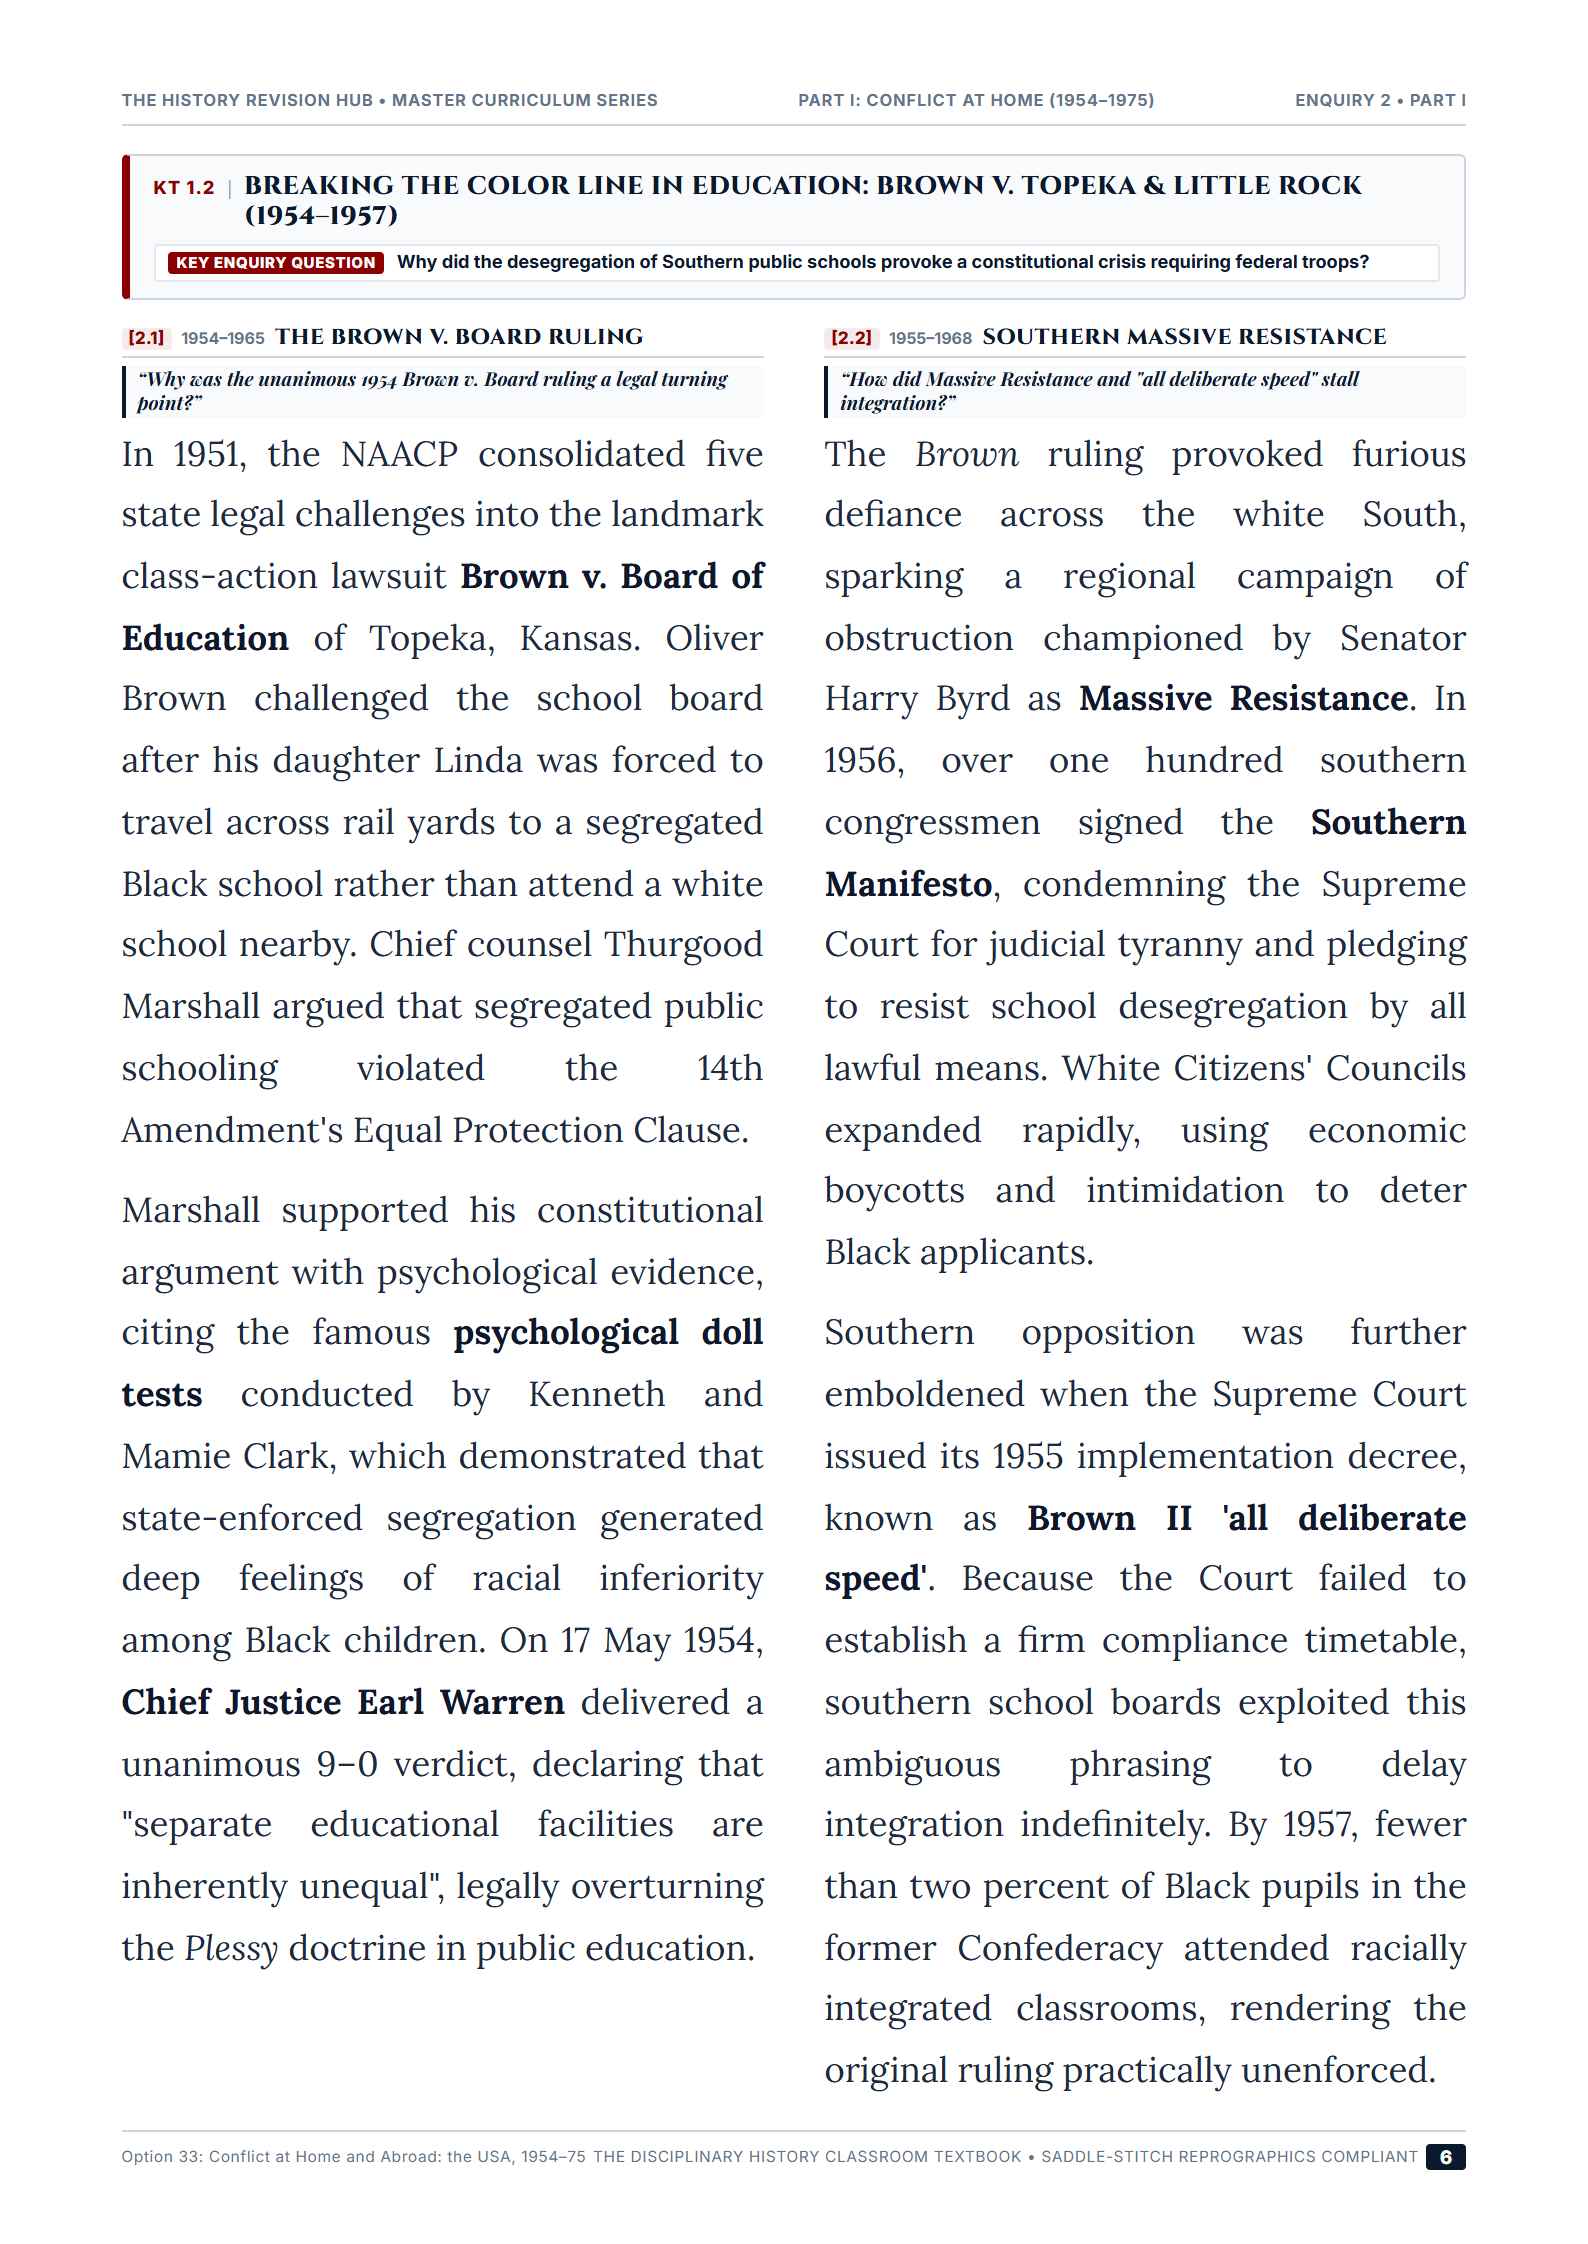 THE HISTORY REVISION HUB • MASTER CURRICULUM SERIES
PART I: CONFLICT AT HOME (1954–1975)
ENQUIRY 2 • PART I
KT 1.2 | BREAKING THE COLOR LINE IN EDUCATION: BROWN V. TOPEKA & LITTLE ROCK
(1954–1957)
KEY ENQUIRY QUESTION Why did the desegregation of Southern public schools provoke a constitutional crisis requiring federal troops?
[2.1] 1954–1965 THE BROWN V. BOARD RULING
“Why was the unanimous 1954 Brown v. Board ruling a legal turning
point?”
In 1951, the NAACP consolidated five
state legal challenges into the landmark
class-action lawsuit Brown v. Board of
Education of Topeka, Kansas. Oliver
Brown challenged the school board
after his daughter Linda was forced to
travel across rail yards to a segregated
Black school rather than attend a white
school nearby. Chief counsel Thurgood
Marshall argued that segregated public
schooling violated the 14th
Amendment's Equal Protection Clause.
Marshall supported his constitutional
argument with psychological evidence,
citing the famous psychological doll
tests conducted by Kenneth and
Mamie Clark, which demonstrated that
state-enforced segregation generated
deep feelings of racial inferiority
among Black children. On 17 May 1954,
Chief Justice Earl Warren delivered a
unanimous 9–0 verdict, declaring that
"separate educational facilities are
inherently unequal", legally overturning
the Plessy doctrine in public education.
[2.2] 1955–1968 SOUTHERN MASSIVE RESISTANCE
“How did Massive Resistance and "all deliberate speed" stall
integration?”
The Brown ruling provoked furious
defiance across the white South,
sparking a regional campaign of
obstruction championed by Senator
Harry Byrd as Massive Resistance. In
1956, over one hundred southern
congressmen signed the Southern
Manifesto, condemning the Supreme
Court for judicial tyranny and pledging
to resist school desegregation by all
lawful means. White Citizens' Councils
expanded rapidly, using economic
boycotts and intimidation to deter
Black applicants.
Southern opposition was further
emboldened when the Supreme Court
issued its 1955 implementation decree,
known as Brown II 'all deliberate
speed'. Because the Court failed to
establish a firm compliance timetable,
southern school boards exploited this
ambiguous phrasing to delay
integration indefinitely. By 1957, fewer
than two percent of Black pupils in the
former Confederacy attended racially
integrated classrooms, rendering the
original ruling practically unenforced.
Option 33: Conflict at Home and Abroad: the USA, 1954–75 THE DISCIPLINARY HISTORY CLASSROOM TEXTBOOK • SADDLE-STITCH REPROGRAPHICS COMPLIANT 6